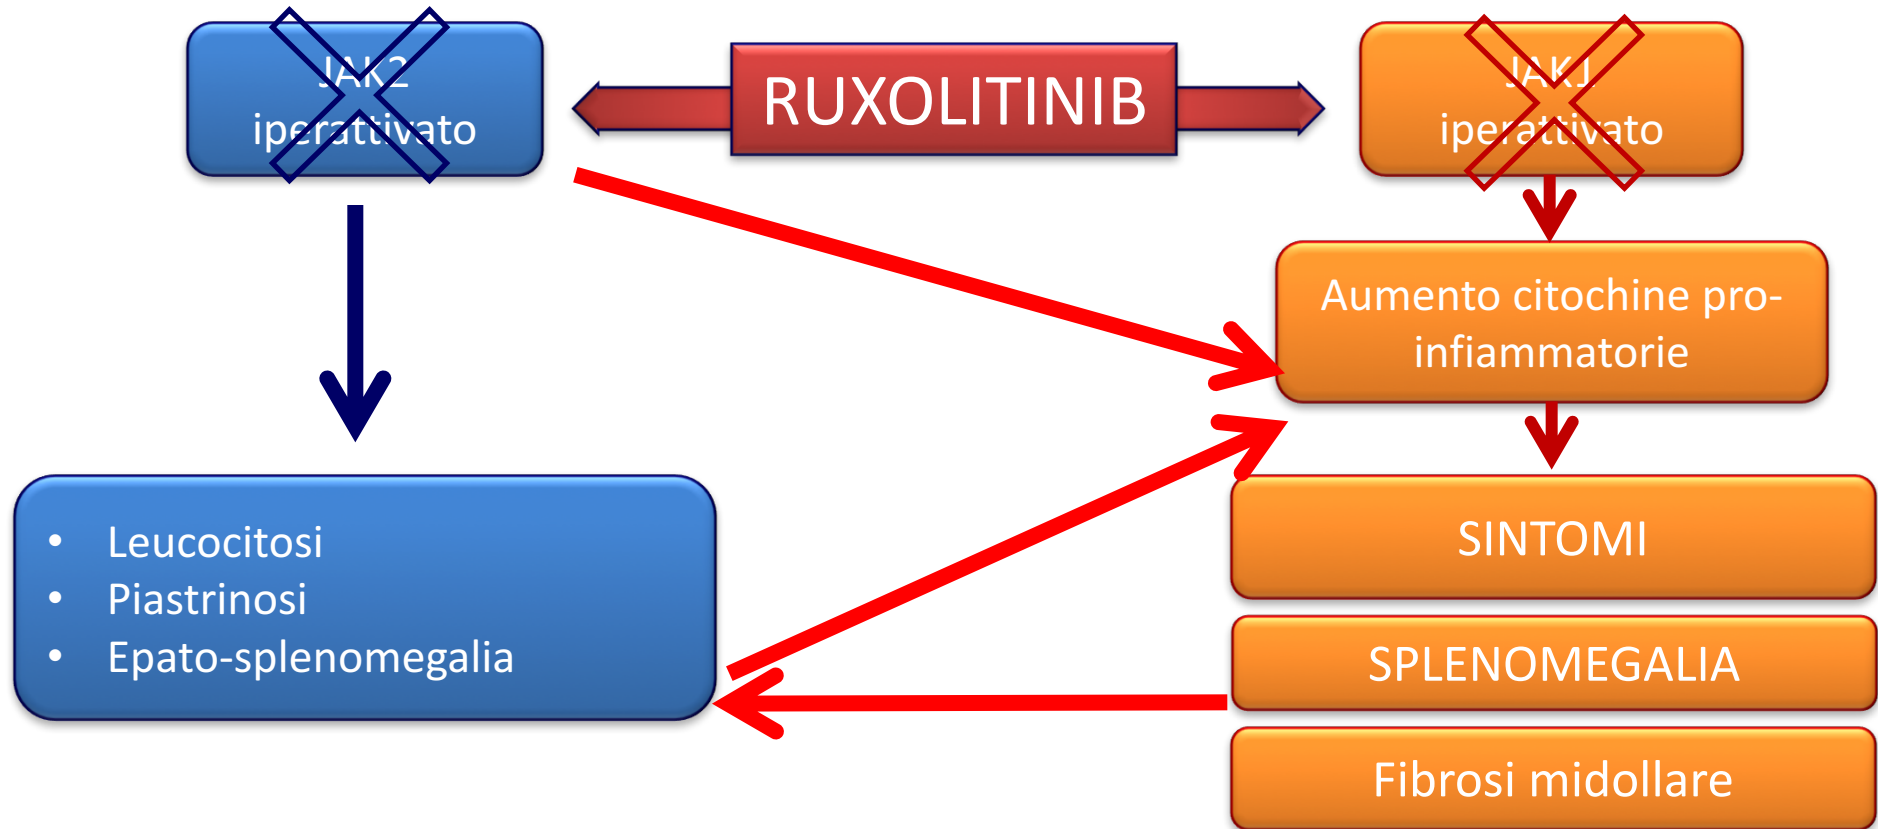 JAK2
iperattivato
RUXOLITINIB
JAK1
iperattivato
Aumento citochine pro-
infiammatorie
• Leucocitosi
• Piastrinosi
• Epato-splenomegalia
SINTOMI
SPLENOMEGALIA
Fibrosi midollare